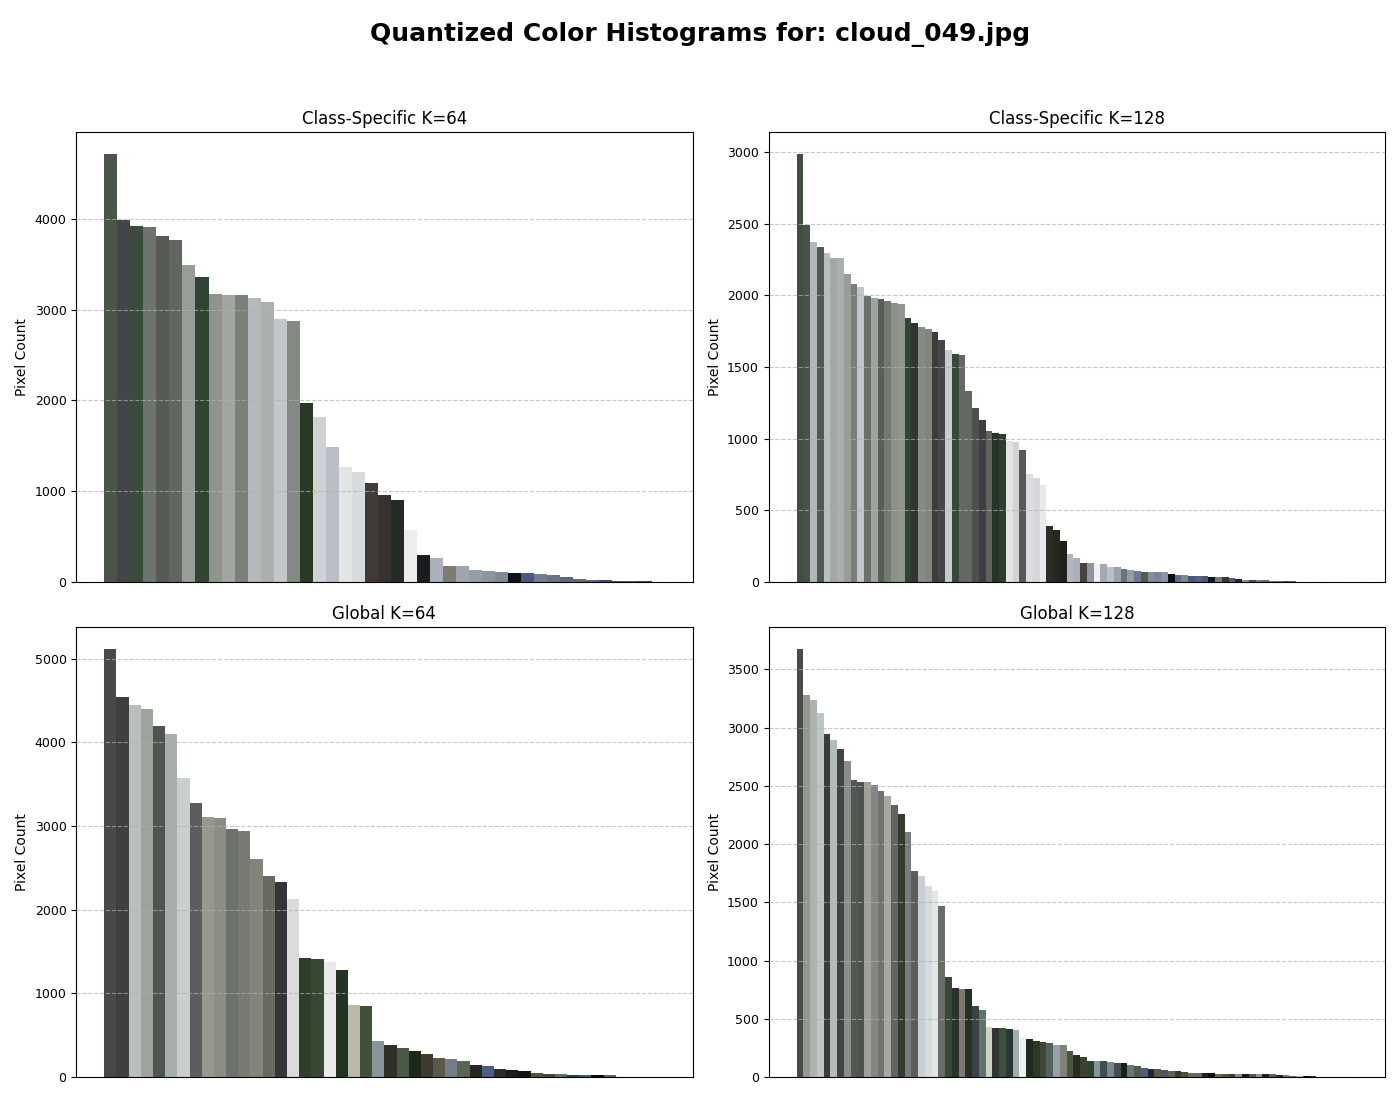 Quantized Color Histograms for: cloud_049.jpg
Class-Specific K=64
Pixel Count
4000
3000
2000
1000
0
Class-Specific K=128
Pixel Count
3000
2500
2000
1500
1000
500
0
Global K=64
Pixel Count
5000
4000
3000
2000
1000
0
Global K=128
Pixel Count
3500
3000
2500
2000
1500
1000
500
0